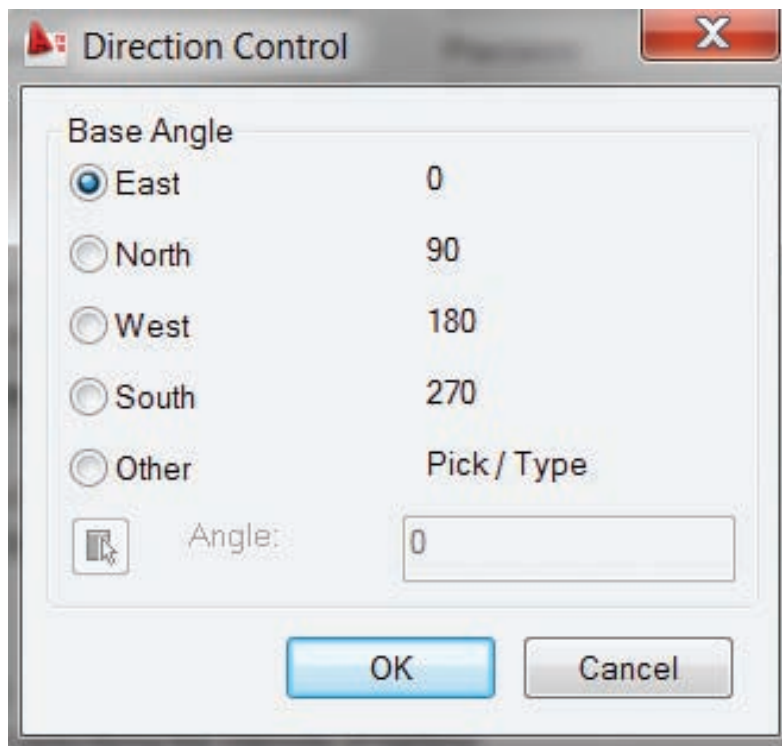 Direction Control
Base Angle
East 0
North 90
West 180
South 270
Other Pick / Type
Angle: 0
OK Cancel